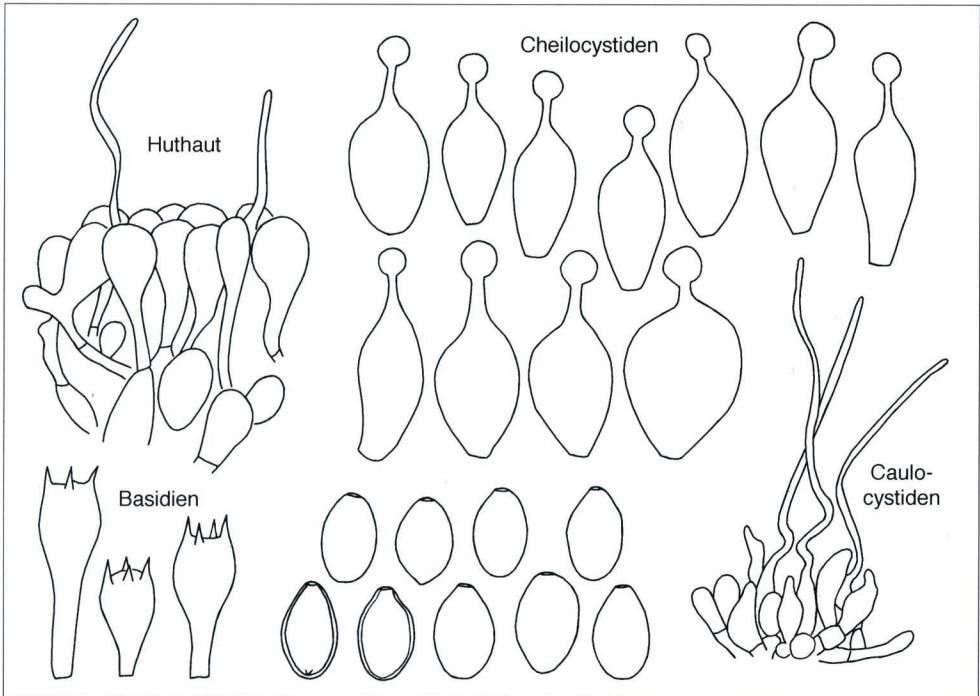 Cheilocystiden
Huthaut
Basidien
Caulo-
cystiden